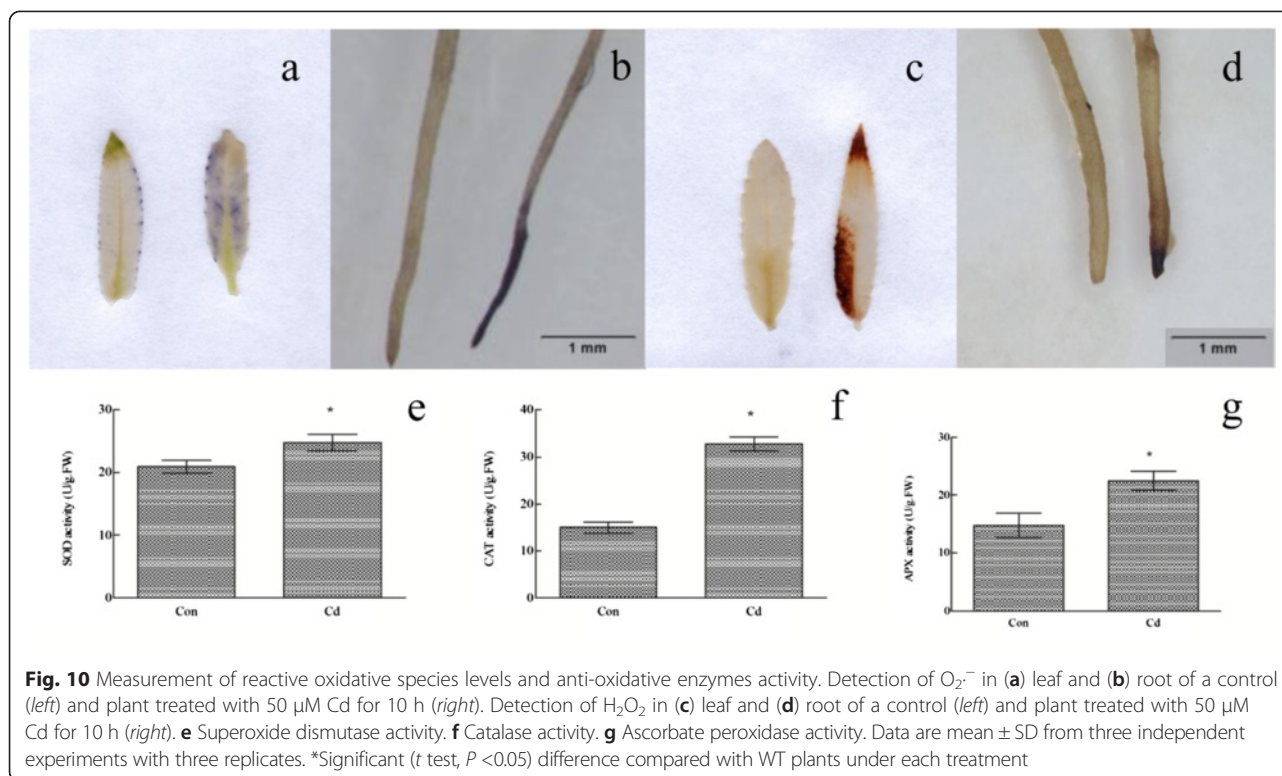 a
b
c
d
1 mm
1 mm
e
f
g
30
20
10
0
SOD activity (U/g.FW)
*
Con
Cd
40
30
20
10
0
CAT activity (U/g.FW)
*
Con
Cd
30
20
10
0
APX activity (U/g.FW)
*
Con
Cd
Fig. 10 Measurement of reactive oxidative species levels and anti-oxidative enzymes activity. Detection of O₂·⁻ in (a) leaf and (b) root of a control
(left) and plant treated with 50 μM Cd for 10 h (right). Detection of H₂O₂ in (c) leaf and (d) root of a control (left) and plant treated with 50 μM
Cd for 10 h (right). e Superoxide dismutase activity. f Catalase activity. g Ascorbate peroxidase activity. Data are mean ± SD from three independent
experiments with three replicates. *Significant (t test, P <0.05) difference compared with WT plants under each treatment